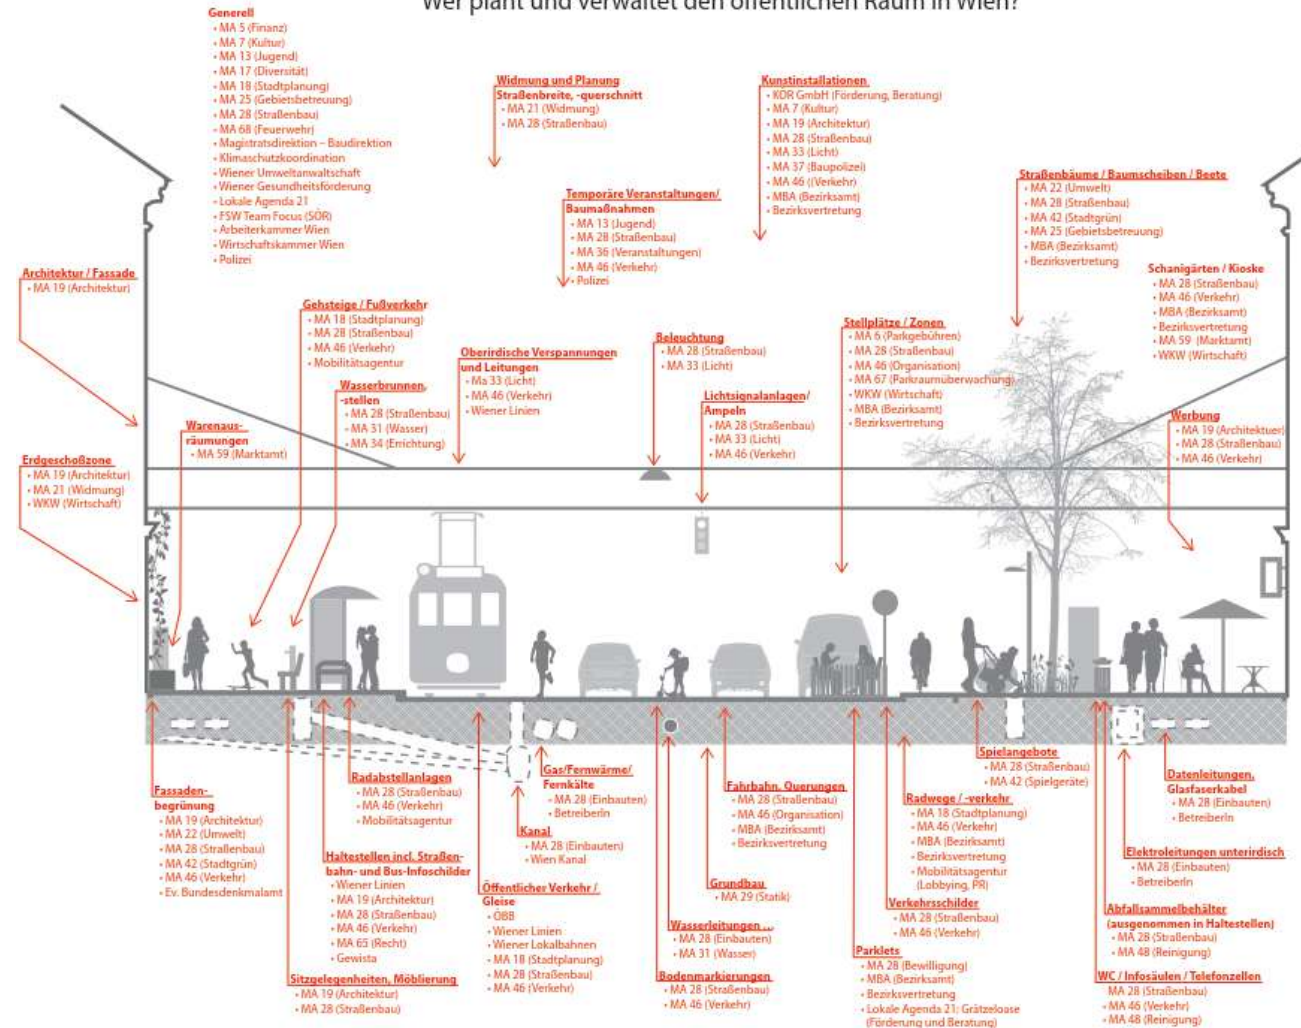 Wer plant und verwaltet den öffentlichen Raum in Wien?
Generell
• MA 5 (Finanz)
• MA 7 (Kultur)
• MA 13 (Jugend)
• MA 17 (Diversität)
• MA 18 (Stadtplanung)
• MA 25 (Gebietsbetreuung)
• MA 28 (Straßenbau)
• MA 68 (Feuerwehr)
• Magistratsdirektion – Baudirektion
• Klimaschutzkoordination
• Wiener Umweltanwaltschaft
• Wiener Gesundheitsförderung
• Lokale Agenda 21
• FSW Team Focus (SÖR)
• Arbeiterkammer Wien
• Wirtschaftskammer Wien
• Polizei
Widmung und Planung
Straßenbreite, -querschnitt
• MA 21 (Widmung)
• MA 28 (Straßenbau)
Kunstinstallationen
• KÖR GmbH (Förderung, Beratung)
• MA 7 (Kultur)
• MA 19 (Architektur)
• MA 28 (Straßenbau)
• MA 33 (Licht)
• MA 37 (Baupolizei)
• MA 46 ((Verkehr)
• MBA (Bezirksamt)
• Bezirksvertretung
Temporäre Veranstaltungen/
Baumaßnahmen
• MA 13 (Jugend)
• MA 28 (Straßenbau)
• MA 36 (Veranstaltungen)
• MA 46 (Verkehr)
• Polizei
Straßenbäume / Baumscheiben / Beete
• MA 22 (Umwelt)
• MA 28 (Straßenbau)
• MA 42 (Stadtgrün)
• MA 25 (Gebietsbetreuung)
• MBA (Bezirksamt)
• Bezirksvertretung
Schanigärten / Kioske
• MA 28 (Straßenbau)
• MA 46 (Verkehr)
• MBA (Bezirksamt)
• Bezirksvertretung
• MA 59 (Marktamt)
• WKW (Wirtschaft)
Architektur / Fassade
• MA 19 (Architektur)
Gehsteige / Fußverkehr
• MA 18 (Stadtplanung)
• MA 28 (Straßenbau)
• MA 46 (Verkehr)
• Mobilitätsagentur
Oberirdische Verspannungen
und Leitungen
• Ma 33 (Licht)
• MA 46 (Verkehr)
• Wiener Linien
Beleuchtung
• MA 28 (Straßenbau)
• MA 33 (Licht)
Stellplätze / Zonen
• MA 6 (Parkgebühren)
• MA 28 (Straßenbau)
• MA 46 (Organisation)
• MA 67 (Parkraumüberwachung)
• WKW (Wirtschaft)
• MBA (Bezirksamt)
• Bezirksvertretung
Wasserbrunnen,
-stellen
• MA 28 (Straßenbau)
• MA 31 (Wasser)
• MA 34 (Errichtung)
Lichtsignalanlagen/
Ampeln
• MA 28 (Straßenbau)
• MA 33 (Licht)
• MA 46 (Verkehr)
Warenaus-
räumungen
• MA 59 (Marktamt)
Werbung
• MA 19 (Architektuer)
• MA 28 (Straßenbau)
• MA 46 (Verkehr)
Erdgeschoßzone
• MA 19 (Architektur)
• MA 21 (Widmung)
• WKW (Wirtschaft)
Fassaden-
begrünung
• MA 19 (Architektur)
• MA 22 (Umwelt)
• MA 28 (Straßenbau)
• MA 42 (Stadtgrün)
• MA 46 (Verkehr)
• Ev. Bundesdenkmalamt
Radabstellanlagen
• MA 28 (Straßenbau)
• MA 46 (Verkehr)
• Mobilitätsagentur
Haltestellen incl. Straßen-
bahn- und Bus-Infoschilder
• Wiener Linien
• MA 19 (Architektur)
• MA 28 (Straßenbau)
• MA 46 (Verkehr)
• MA 65 (Recht)
• Gewista
Sitzgelegenheiten, Möblierung
• MA 19 (Architektur)
• MA 28 (Straßenbau)
Gas/Fernwärme/
Fernkälte
• MA 28 (Einbauten)
• BetreiberIn
Kanal
• MA 28 (Einbauten)
• Wien Kanal
Öffentlicher Verkehr /
Gleise
• ÖBB
• Wiener Linien
• Wiener Lokalbahnen
• MA 18 (Stadtplanung)
• MA 28 (Straßenbau)
• MA 46 (Verkehr)
Fahrbahn, Querungen
• MA 28 (Straßenbau)
• MA 46 (Organisation)
• MBA (Bezirksamt)
• Bezirksvertretung
Grundbau
• MA 29 (Statik)
Wasserleitungen ...
• MA 28 (Einbauten)
• MA 31 (Wasser)
Bodenmarkierungen
• MA 28 (Straßenbau)
• MA 46 (Verkehr)
Radwege / -verkehr
• MA 18 (Stadtplanung)
• MA 46 (Verkehr)
• MBA (Bezirksamt)
• Bezirksvertretung
• Mobilitätsagentur
(Lobbying, PR)
Verkehrsschilder
• MA 28 (Straßenbau)
• MA 46 (Verkehr)
Parklets
• MA 28 (Bewilligung)
• MBA (Bezirksamt)
• Bezirksvertretung
• Lokale Agenda 21: Grätzeloase
(Förderung und Beratung)
Spielangebote
• MA 28 (Straßenbau)
• MA 42 (Spielgeräte)
Datenleitungen,
Glasfaserkabel
• MA 28 (Einbauten)
• BetreiberIn
Elektroleitungen unterirdisch
• MA 28 (Einbauten)
• BetreiberIn
Abfallsammelbehälter
(ausgenommen in Haltestellen)
• MA 28 (Straßenbau)
• MA 48 (Reinigung)
WC / Infosäulen / Telefonzellen
MA 28 (Straßenbau)
• MA 46 (Verkehr)
• MA 48 (Reinigung)